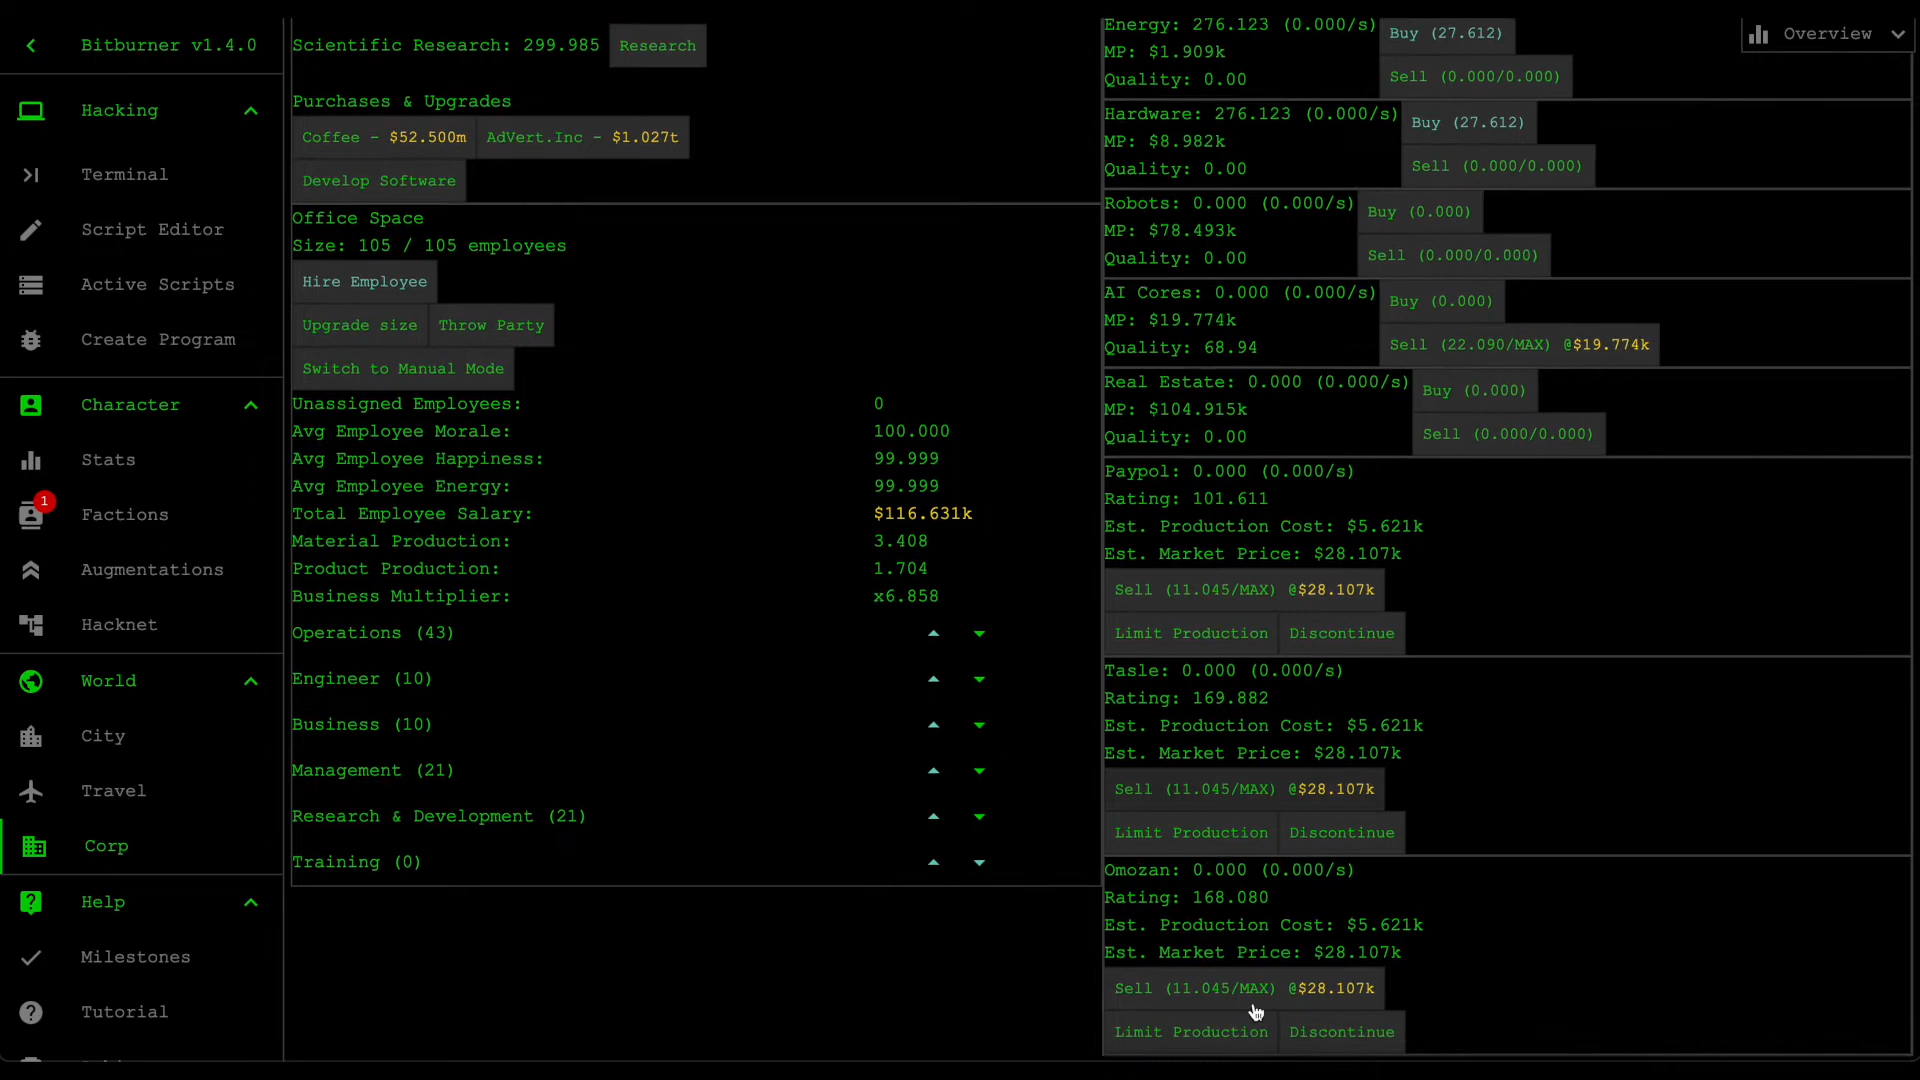 Bitburner v1.4.0
Hacking
Terminal
Script Editor
Active Scripts
Create Program
Character
Stats
1
Factions
Augmentations
Hacknet
World
City
Travel
Corp
Help
Milestones
Tutorial
Scientific Research: 299.985
Research
Purchases & Upgrades
Coffee - $52.500m
AdVert.Inc - $1.027t
Develop Software
Office Space
Size: 105 / 105 employees
Hire Employee
Upgrade size
Throw Party
Switch to Manual Mode
Unassigned Employees: 0
Avg Employee Morale: 100.000
Avg Employee Happiness: 99.999
Avg Employee Energy: 99.999
Total Employee Salary: $116.631k
Material Production: 3.408
Product Production: 1.704
Business Multiplier: x6.858
Operations (43)
Engineer (10)
Business (10)
Management (21)
Research & Development (21)
Training (0)
Energy: 276.123 (0.000/s)
Buy (27.612)
MP: $1.909k
Sell (0.000/0.000)
Quality: 0.00
Hardware: 276.123 (0.000/s)
Buy (27.612)
MP: $8.982k
Sell (0.000/0.000)
Quality: 0.00
Robots: 0.000 (0.000/s)
Buy (0.000)
MP: $78.493k
Sell (0.000/0.000)
Quality: 0.00
AI Cores: 0.000 (0.000/s)
Buy (0.000)
MP: $19.774k
Sell (22.090/MAX) @$19.774k
Quality: 68.94
Real Estate: 0.000 (0.000/s)
Buy (0.000)
MP: $104.915k
Sell (0.000/0.000)
Quality: 0.00
Paypol: 0.000 (0.000/s)
Rating: 101.611
Est. Production Cost: $5.621k
Est. Market Price: $28.107k
Sell (11.045/MAX) @$28.107k
Limit Production
Discontinue
Tasle: 0.000 (0.000/s)
Rating: 169.882
Est. Production Cost: $5.621k
Est. Market Price: $28.107k
Sell (11.045/MAX) @$28.107k
Limit Production
Discontinue
Omozan: 0.000 (0.000/s)
Rating: 168.080
Est. Production Cost: $5.621k
Est. Market Price: $28.107k
Sell (11.045/MAX) @$28.107k
Limit Production
Discontinue
Overview